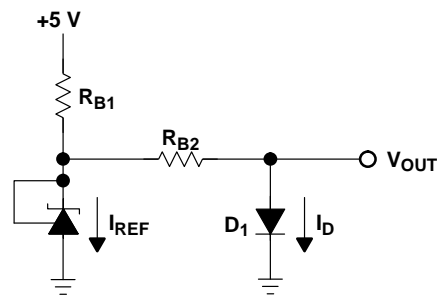 +5 V
RB1
RB2
VOUT
IREF
D1
ID